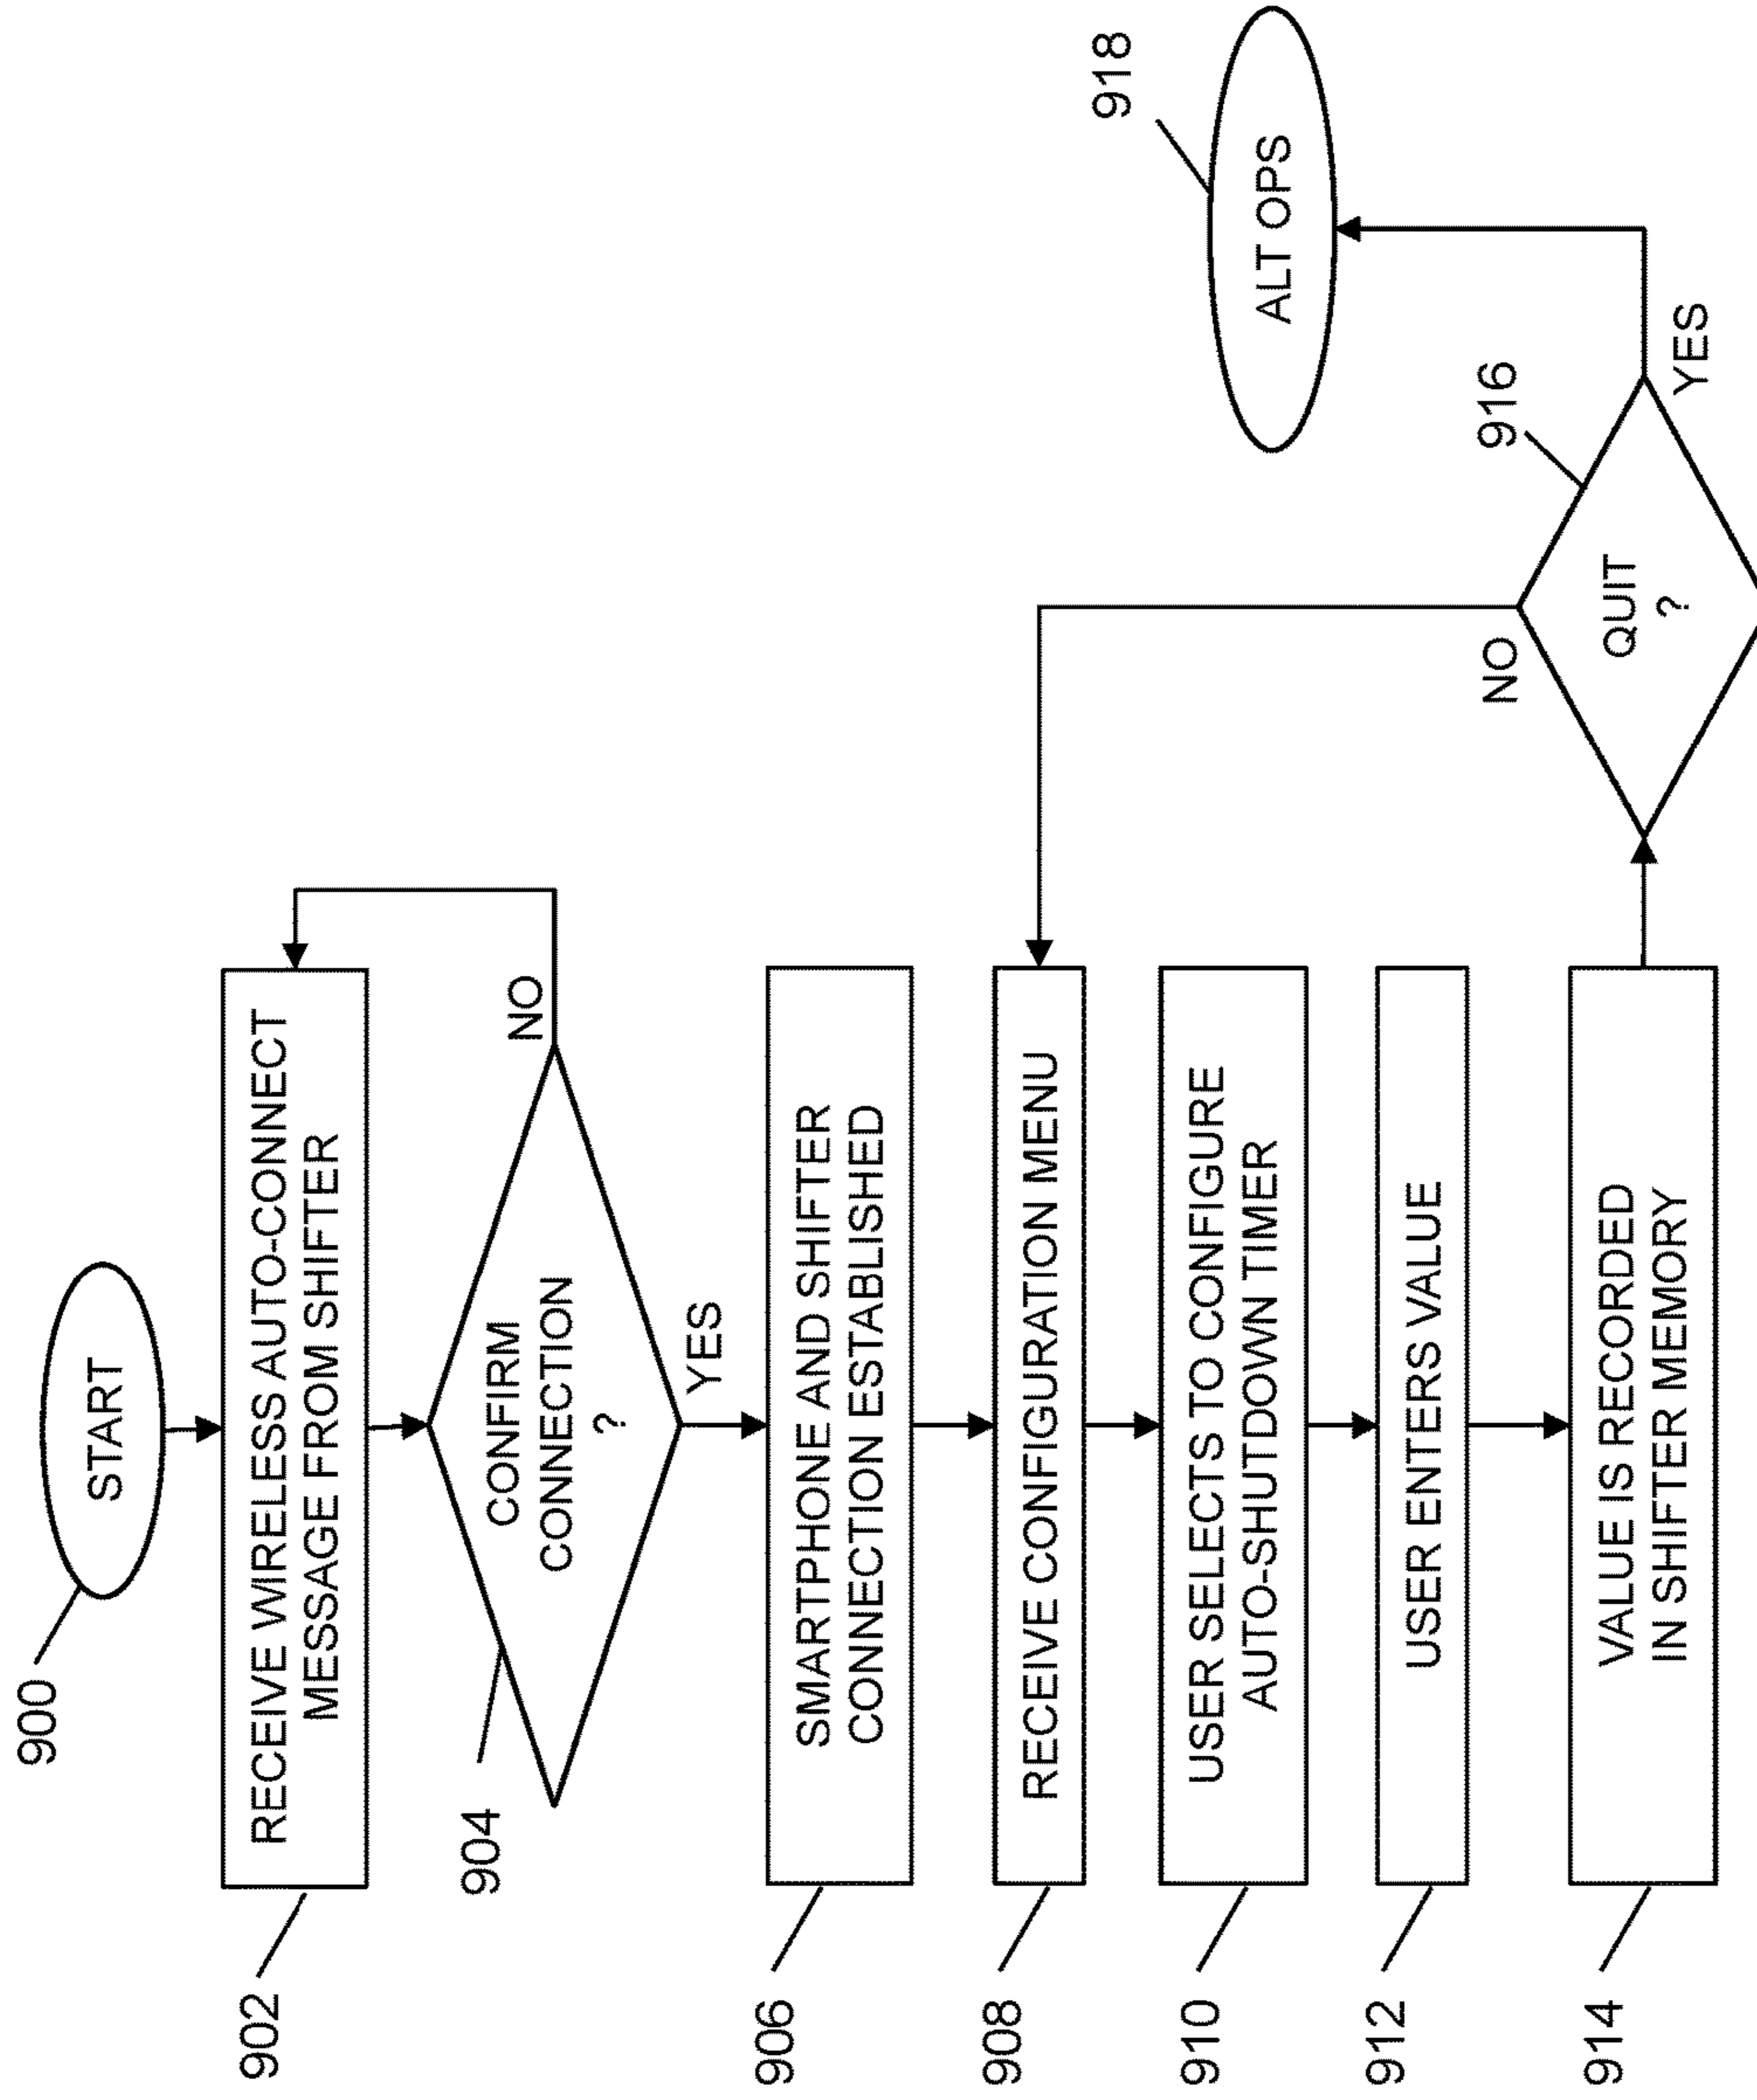 900
START
902
RECEIVE WIRELESS AUTO-CONNECT
MESSAGE FROM SHIFTER
904
CONFIRM
CONNECTION
?
NO
YES
906
SMARTPHONE AND SHIFTER
CONNECTION ESTABLISHED
908
RECEIVE CONFIGURATION MENU
910
USER SELECTS TO CONFIGURE
AUTO-SHUTDOWN TIMER
912
USER ENTERS VALUE
914
VALUE IS RECORDED
IN SHIFTER MEMORY
916
QUIT
?
NO
YES
918
ALT OPS